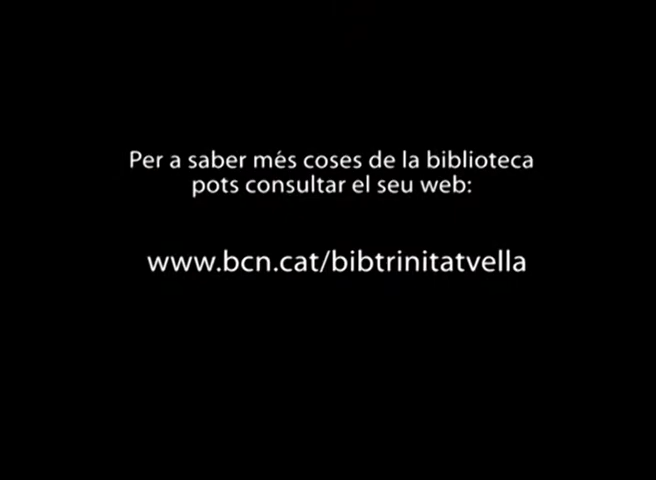 Per a saber més coses de la biblioteca
pots consultar el seu web:
www.bcn.cat/bibtrinitatvella